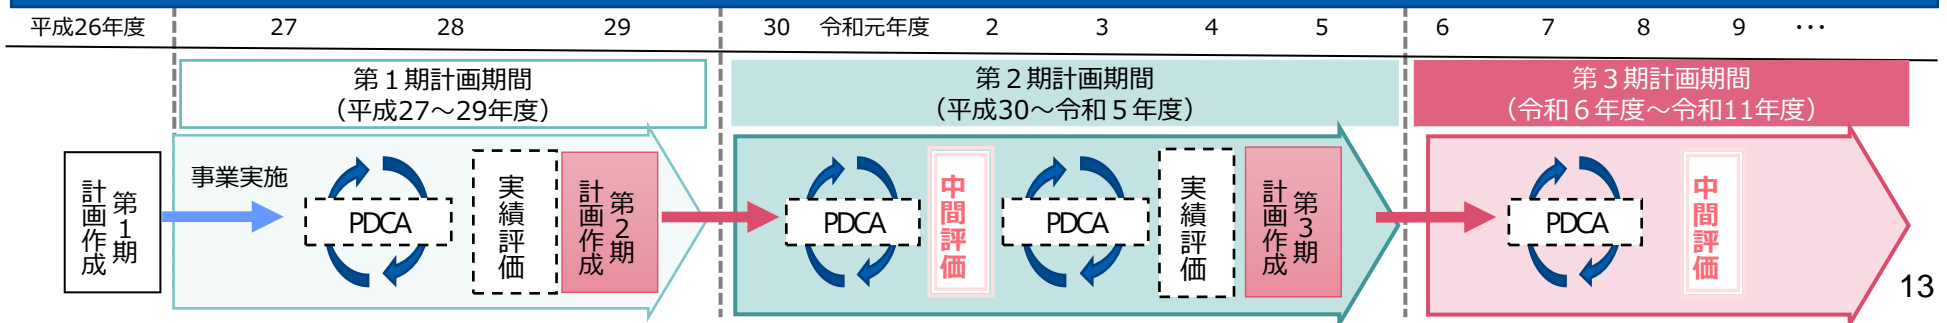 平成26年度
27
28
29
30
令和元年度
2
3
4
5
6
7
8
9
…
第１期計画期間
（平成27～29年度）
第２期計画期間
（平成30～令和５年度）
第３期計画期間
（令和６年度～令和11年度）
第1期
計画作成
事業実施
PDCA
実績評価
第2期
計画作成
PDCA
中間評価
PDCA
実績評価
第3期
計画作成
PDCA
中間評価
13